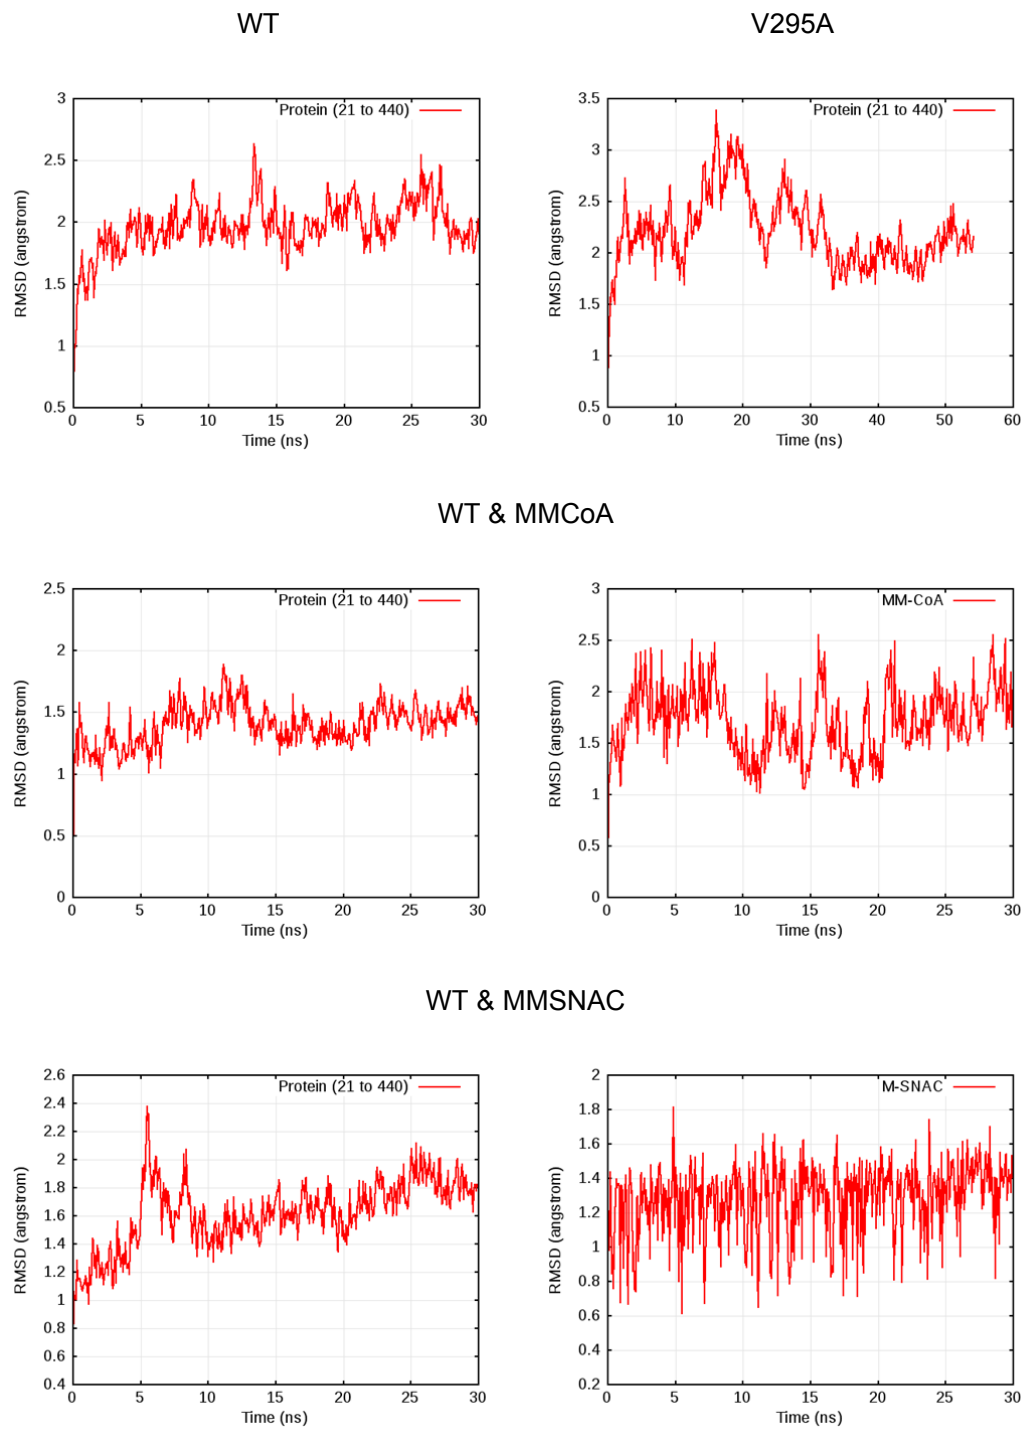 WT
V295A
3
2.5
2
1.5
1
0.5
RMSD (angstrom)
Protein (21 to 440)
0 5 10 15 20 25 30
Time (ns)
3.5
3
2.5
2
1.5
1
0.5
RMSD (angstrom)
Protein (21 to 440)
0 10 20 30 40 50 60
Time (ns)
WT & MMCoA
2.5
2
1.5
1
0.5
0
RMSD (angstrom)
Protein (21 to 440)
0 5 10 15 20 25 30
Time (ns)
3
2.5
2
1.5
1
0.5
0
RMSD (angstrom)
MM-CoA
0 5 10 15 20 25 30
Time (ns)
WT & MMSNAC
2.6
2.4
2.2
2
1.8
1.6
1.4
1.2
1
0.8
0.6
0.4
RMSD (angstrom)
Protein (21 to 440)
0 5 10 15 20 25 30
Time (ns)
2
1.8
1.6
1.4
1.2
1
0.8
0.6
0.4
0.2
RMSD (angstrom)
M-SNAC
0 5 10 15 20 25 30
Time (ns)